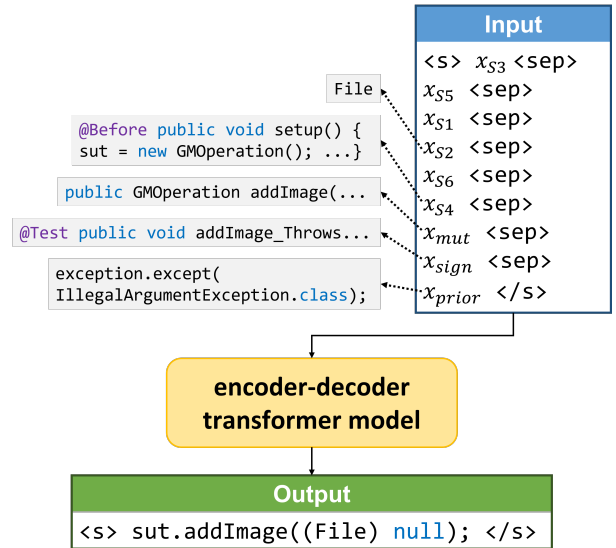 Input
<s> x_S3 <sep>
x_S5 <sep>
x_S1 <sep>
x_S2 <sep>
x_S6 <sep>
x_S4 <sep>
x_mut <sep>
x_sign <sep>
x_prior </s>
File
@Before public void setup() {
sut = new GMOperation(); ...}
public GMOperation addImage(...
@Test public void addImage_Throws...
exception.except(
IllegalArgumentException.class);
encoder-decoder
transformer model
Output
<s> sut.addImage((File) null); </s>